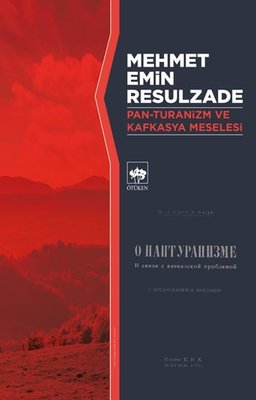 MEHMET
EMİN
RESULZADE
PAN-TURANİZM VE
KAFKASYA MESELESİ
ÖTÜKEN
О ПАНТУРАНИЗМЕ
В связи с кавказской проблемой